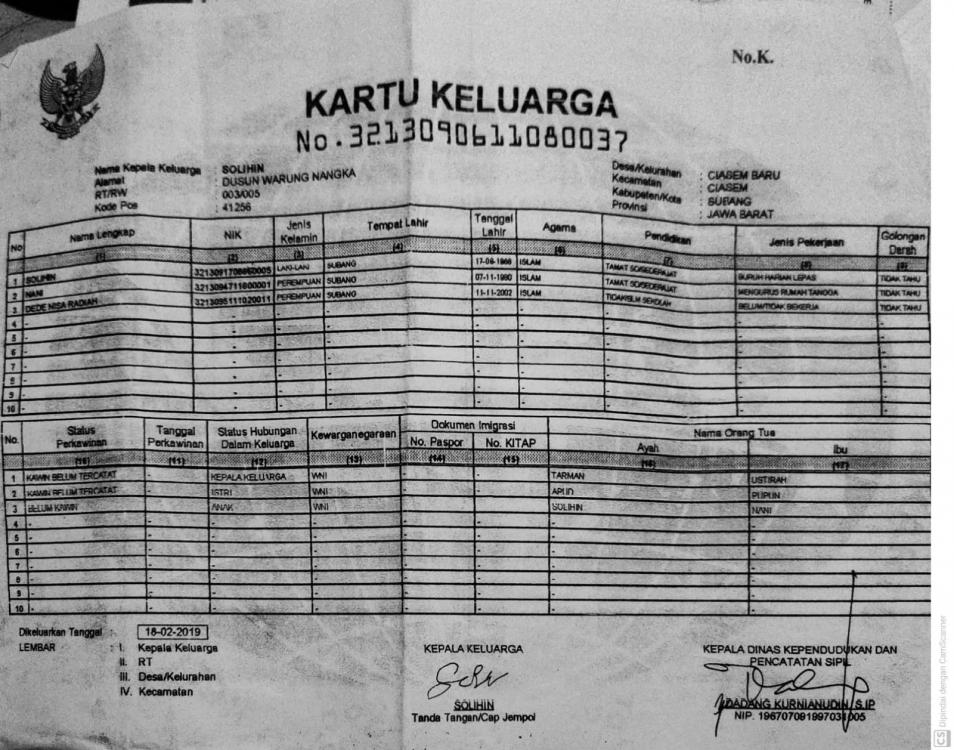 No.K.
KARTU KELUARGA
No.3213090611080037
Nama Kepala Keluarga : SOLIHIN
Alamat : DUSUN WARUNG NANGKA
RT/RW : 003/005
Kode Pos : 41256
Desa/Kelurahan : CIASEM BARU
Kecamatan : CIASEM
Kabupaten/Kota : SUBANG
Provinsi : JAWA BARAT
No Nama Lengkap NIK Jenis Kelamin Tempat Lahir Tanggal Lahir Agama Pendidikan Jenis Pekerjaan Golongan Darah
(1) (2) (3) (4) (5) (6) (7) (8) (9)
1 SOLIHIN LAKI-LAKI SUBANG ISLAM TAMAT SD/SEDERAJAT BURUH HARIAN LEPAS TIDAK TAHU
2 NANI 3213094711800001 PEREMPUAN SUBANG 07-11-1980 ISLAM TAMAT SD/SEDERAJAT MENGURUS RUMAH TANGGA TIDAK TAHU
3 DEDE NISA RADIAH 3213095111020011 PEREMPUAN SUBANG 11-11-2002 ISLAM TIDAK/BLM SEKOLAH BELUM/TIDAK BEKERJA TIDAK TAHU
4 - - - - - - - -
5 - - - - - - - -
6 - - - - - - - -
7 - - - - - - - -
8 - - - - - - - -
9 - - - - - - - -
10 - - - - - - - -
No. Status Perkawinan Tanggal Perkawinan Status Hubungan Dalam Keluarga Kewarganegaraan Dokumen Imigrasi Nama Orang Tua
No. Paspor No. KITAP Ayah Ibu
(10) (11) (12) (13) (14) (15) (16) (17)
1 KAWIN BELUM TERCATAT KEPALA KELUARGA WNI TARMAN USTIRAH
2 KAWIN BELUM TERCATAT ISTRI WNI PUPUN
3 BELUM KAWIN ANAK WNI SOLIHIN NANI
4 - - - - - - - -
5 - - - - - - - -
6 - - - - - - - -
7 - - - - - - - -
8 - - - - - - - -
9 - - - - - - - -
10 - - - - - - - -
Dikeluarkan Tanggal : 18-02-2019
LEMBAR : I. Kepala Keluarga
II. RT
III. Desa/Kelurahan
IV. Kecamatan
KEPALA KELUARGA
SOLIHIN
Tanda Tangan/Cap Jempol
KEPALA DINAS KEPENDUDUKAN DAN
PENCATATAN SIPIL
DADANG KURNIANUDIN, S.IP
NIP. 196707091997031005
CS Dipindai dengan CamScanner